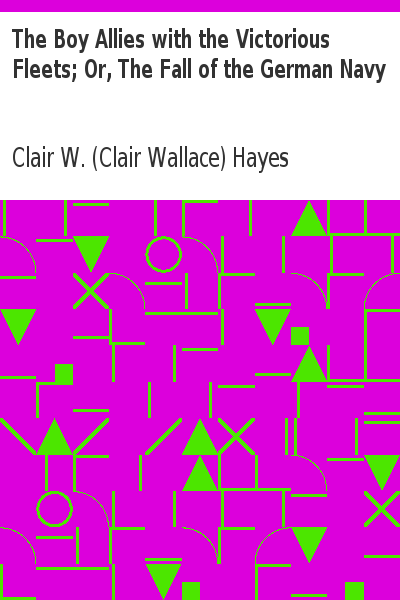 The Boy Allies with the Victorious
Fleets; Or, The Fall of the German Navy
Clair W. (Clair Wallace) Hayes